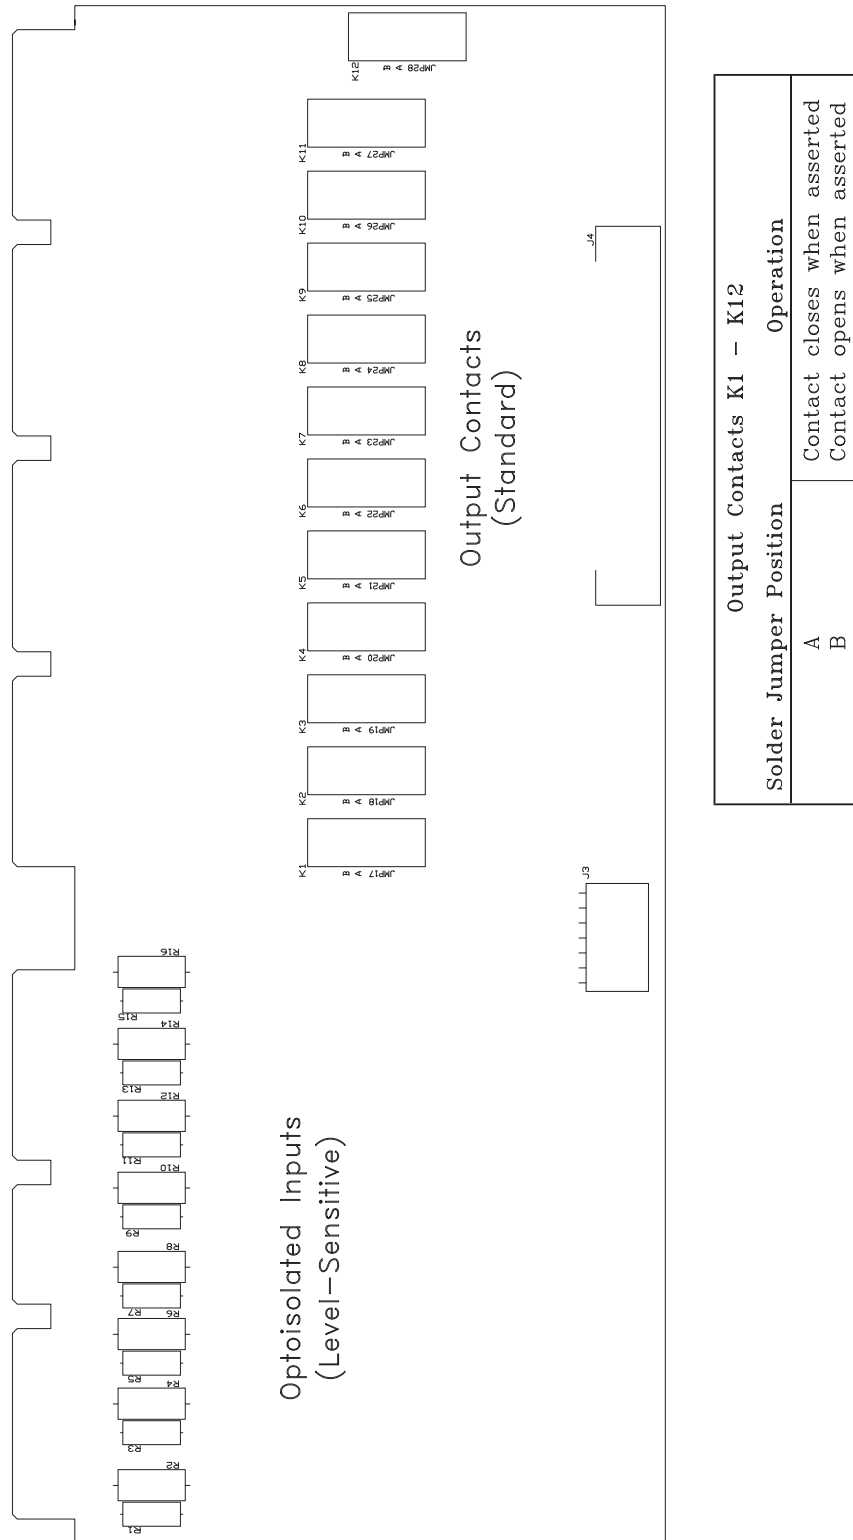 K12
B A JMP28
K11
B A JMP27
K10
B A JMP26
K9
B A JMP25
K8
B A JMP24
K7
B A JMP23
K6
B A JMP22
K5
B A JMP21
K4
B A JMP20
K3
B A JMP19
K2
B A JMP18
K1
B A JMP17
J4
J3
Output Contacts
(Standard)
R16
R15
R14
R13
R12
R11
R10
R9
R8
R7
R6
R5
R4
R3
R2
R1
Optoisolated Inputs
(Level-Sensitive)
Output Contacts K1 - K12
Solder Jumper Position Operation
A Contact closes when asserted
B Contact opens when asserted